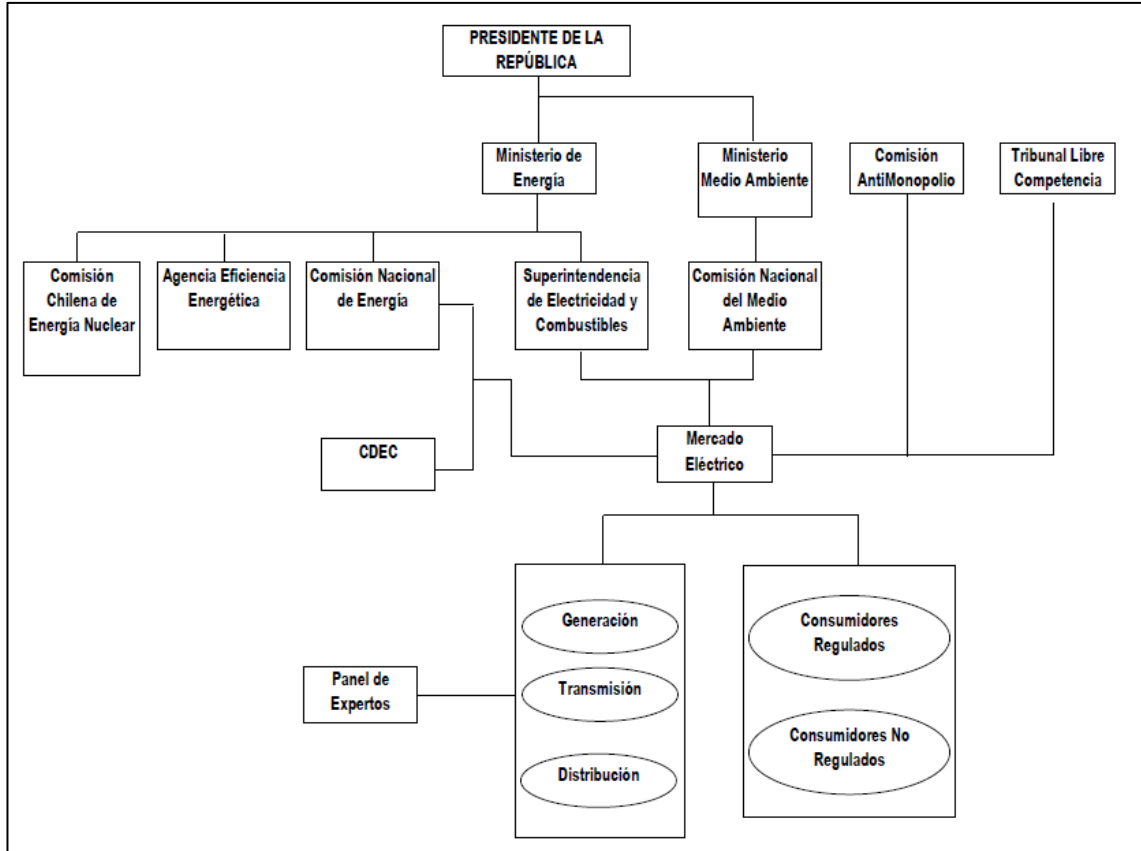 PRESIDENTE DE LA
REPÚBLICA
Ministerio de
Energía
Ministerio
Medio Ambiente
Comisión
AntiMonopolio
Tribunal Libre
Competencia
Comisión
Chilena de
Energía Nuclear
Agencia Eficiencia
Energética
Comisión Nacional
de Energía
Superintendencia
de Electricidad y
Combustibles
Comisión Nacional
del Medio
Ambiente
CDEC
Mercado
Eléctrico
Generación
Transmisión
Distribución
Panel de
Expertos
Consumidores
Regulados
Consumidores No
Regulados